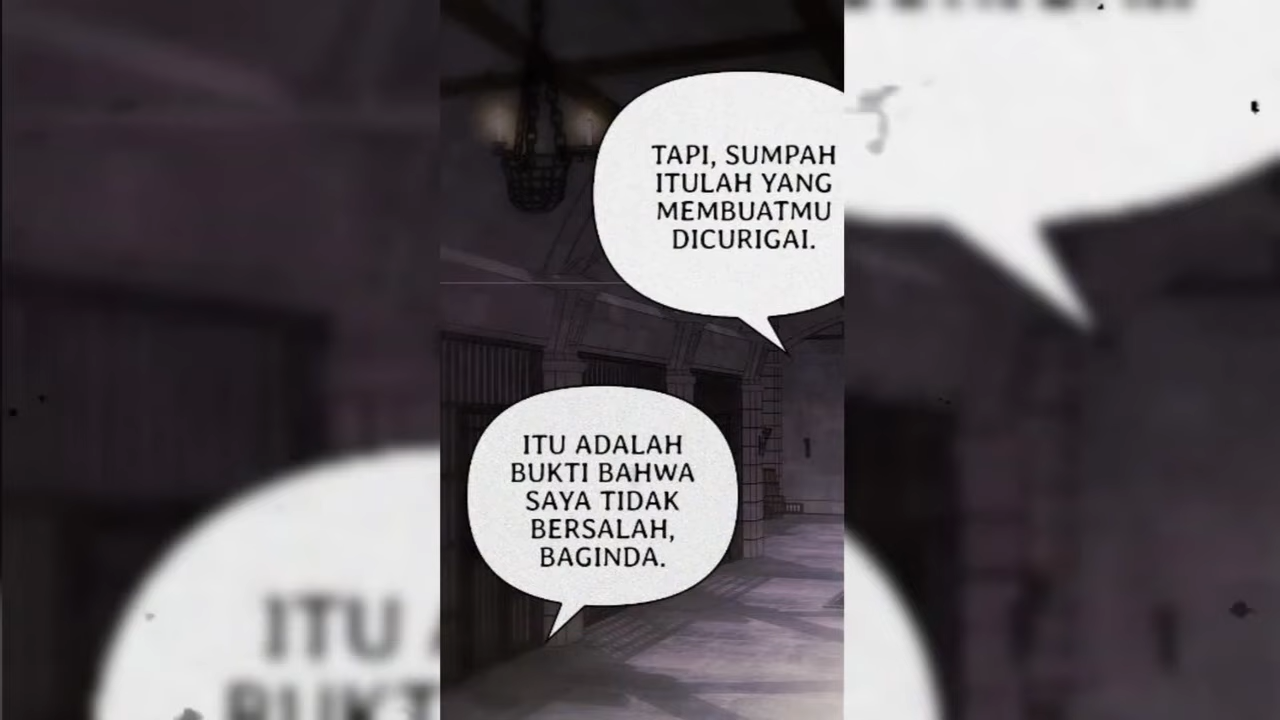 TAPI, SUMPAH
ITULAH YANG
MEMBUATMU
DICURIGAI.
ITU ADALAH
BUKTI BAHWA
SAYA TIDAK
BERSALAH,
BAGINDA.